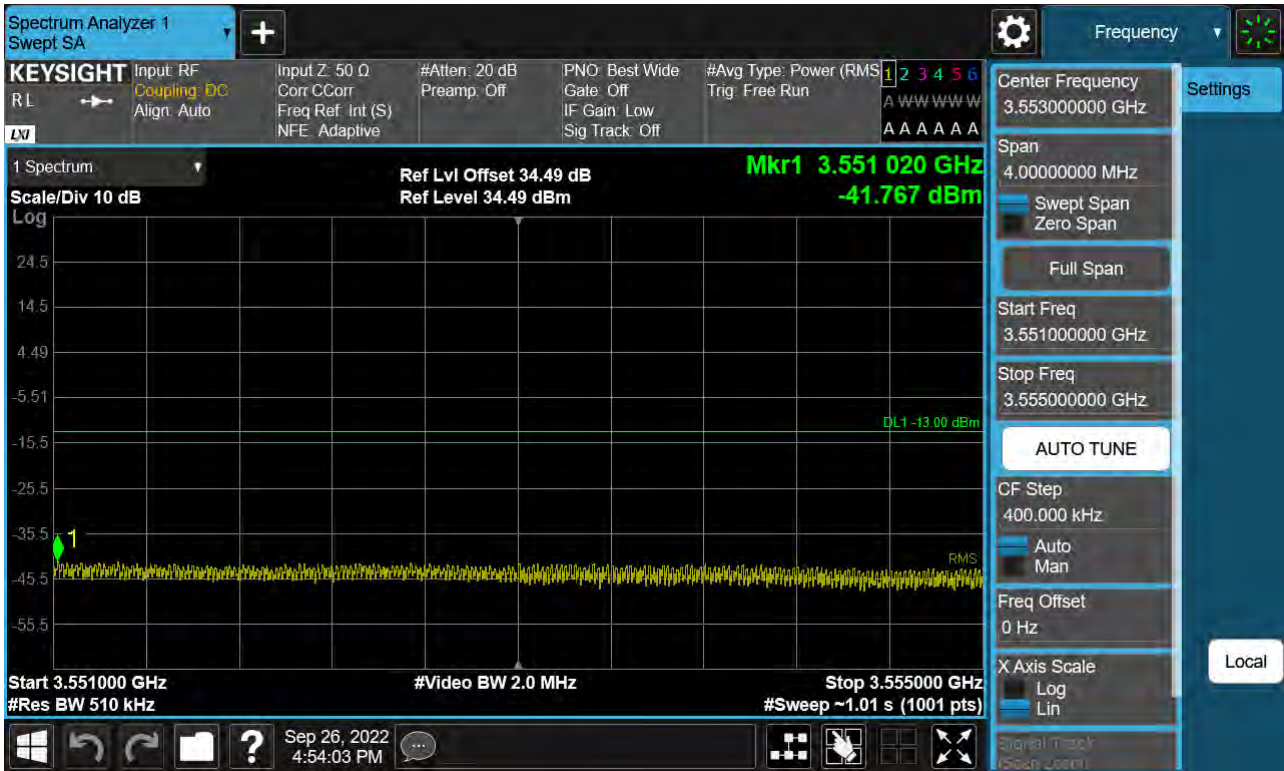 Spectrum Analyzer 1
Swept SA
+
Frequency
KEYSIGHT
RL
LXI
Input: RF
Coupling: DC
Align: Auto
Input Z: 50 Ω
Corr CCorr
Freq Ref: Int (S)
NFE: Adaptive
#Atten: 20 dB
Preamp: Off
PNO: Best Wide
Gate: Off
IF Gain: Low
Sig Track: Off
#Avg Type: Power (RMS
Trig: Free Run
1 2 3 4 5 6
A W W W W W
A A A A A A
1 Spectrum
Scale/Div 10 dB
Log
Ref Lvl Offset 34.49 dB
Ref Level 34.49 dBm
Mkr1 3.551 020 GHz
-41.767 dBm
24.5
14.5
4.49
-5.51
DL1 -13.00 dBm
-15.5
-25.5
-35.5
1
RMS
-45.5
-55.5
Start 3.551000 GHz
#Res BW 510 kHz
#Video BW 2.0 MHz
Stop 3.555000 GHz
#Sweep ~1.01 s (1001 pts)
Center Frequency
3.553000000 GHz
Span
4.00000000 MHz
Swept Span
Zero Span
Full Span
Start Freq
3.551000000 GHz
Stop Freq
3.555000000 GHz
AUTO TUNE
CF Step
400.000 kHz
Auto
Man
Freq Offset
0 Hz
X Axis Scale
Log
Lin
Signal Track
(Span Zoom)
Settings
Local
?
Sep 26, 2022
4:54:03 PM